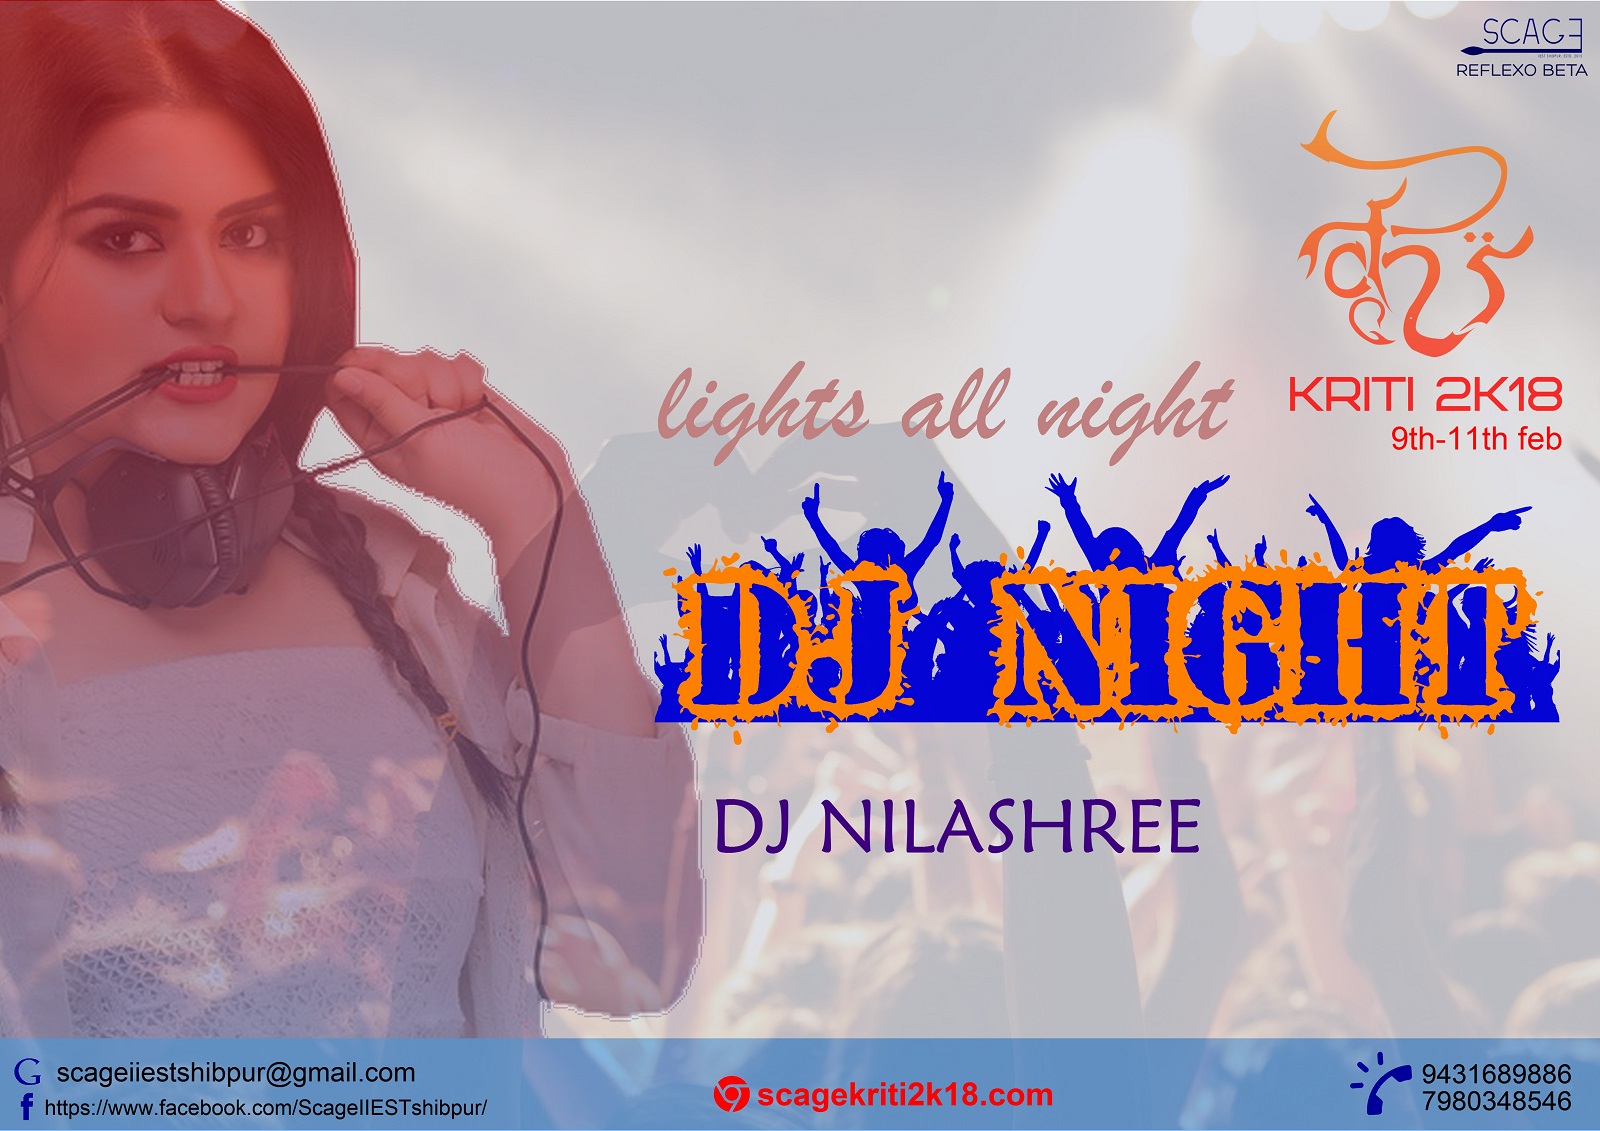 SCAGE
REFLEXO BETA
कृति
KRITI 2K18
9th-11th feb
lights all night
DJ NIGHT
DJ NILASHREE
scageiiestshibpur@gmail.com
https://www.facebook.com/ScageIIESTshibpur/
scagekriti2k18.com
9431689886
7980348546